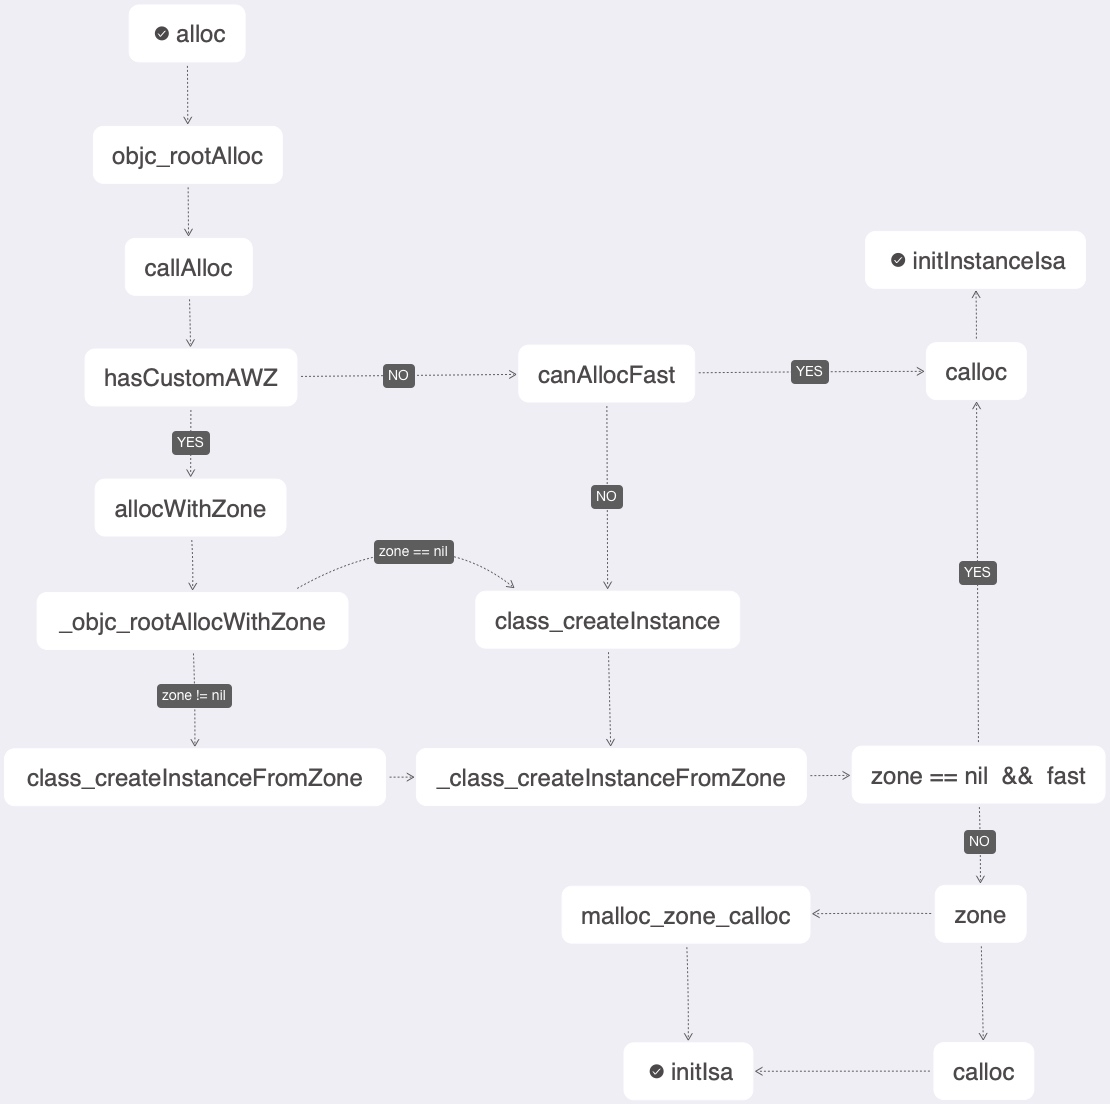 alloc
objc_rootAlloc
callAlloc
initInstanceIsa
hasCustomAWZ
NO
canAllocFast
YES
calloc
YES
allocWithZone
NO
zone == nil
YES
_objc_rootAllocWithZone
class_createInstance
zone != nil
class_createInstanceFromZone
_class_createInstanceFromZone
zone == nil && fast
NO
malloc_zone_calloc
zone
initIsa
calloc